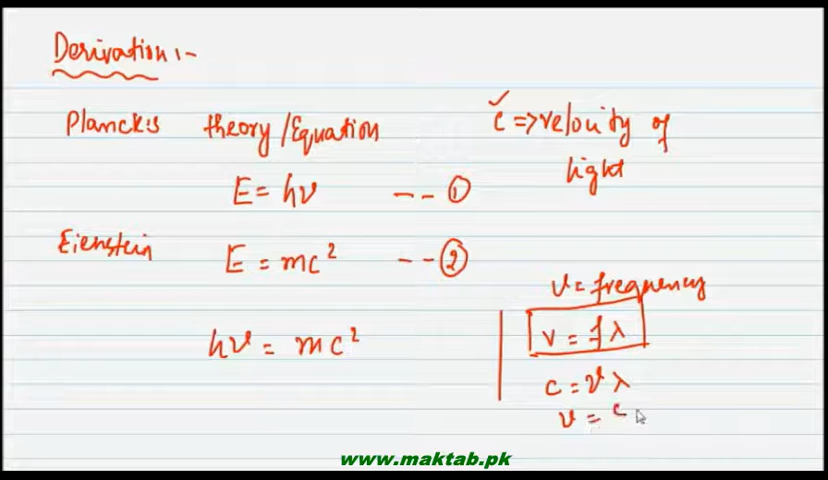 Derivation :-
Planck's theory/Equation
c => velocity of
light
E = hν -- ①
Eienstein
E = mc² -- ②
ν = frequency
hν = mc²
v = fλ
c = νλ
ν = c
www.maktab.pk